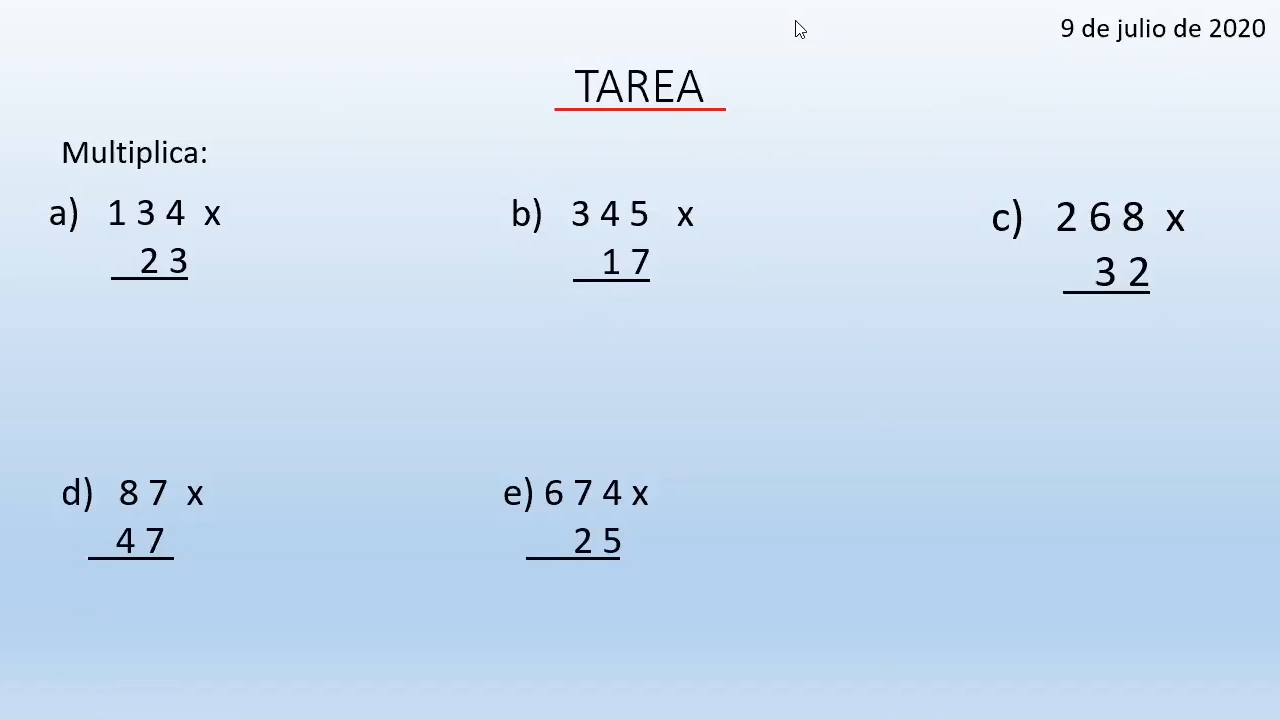 9 de julio de 2020
TAREA
Multiplica:
a) 1 3 4 x
2 3
b) 3 4 5 x
1 7
c) 2 6 8 x
3 2
d) 8 7 x
4 7
e) 6 7 4 x
2 5